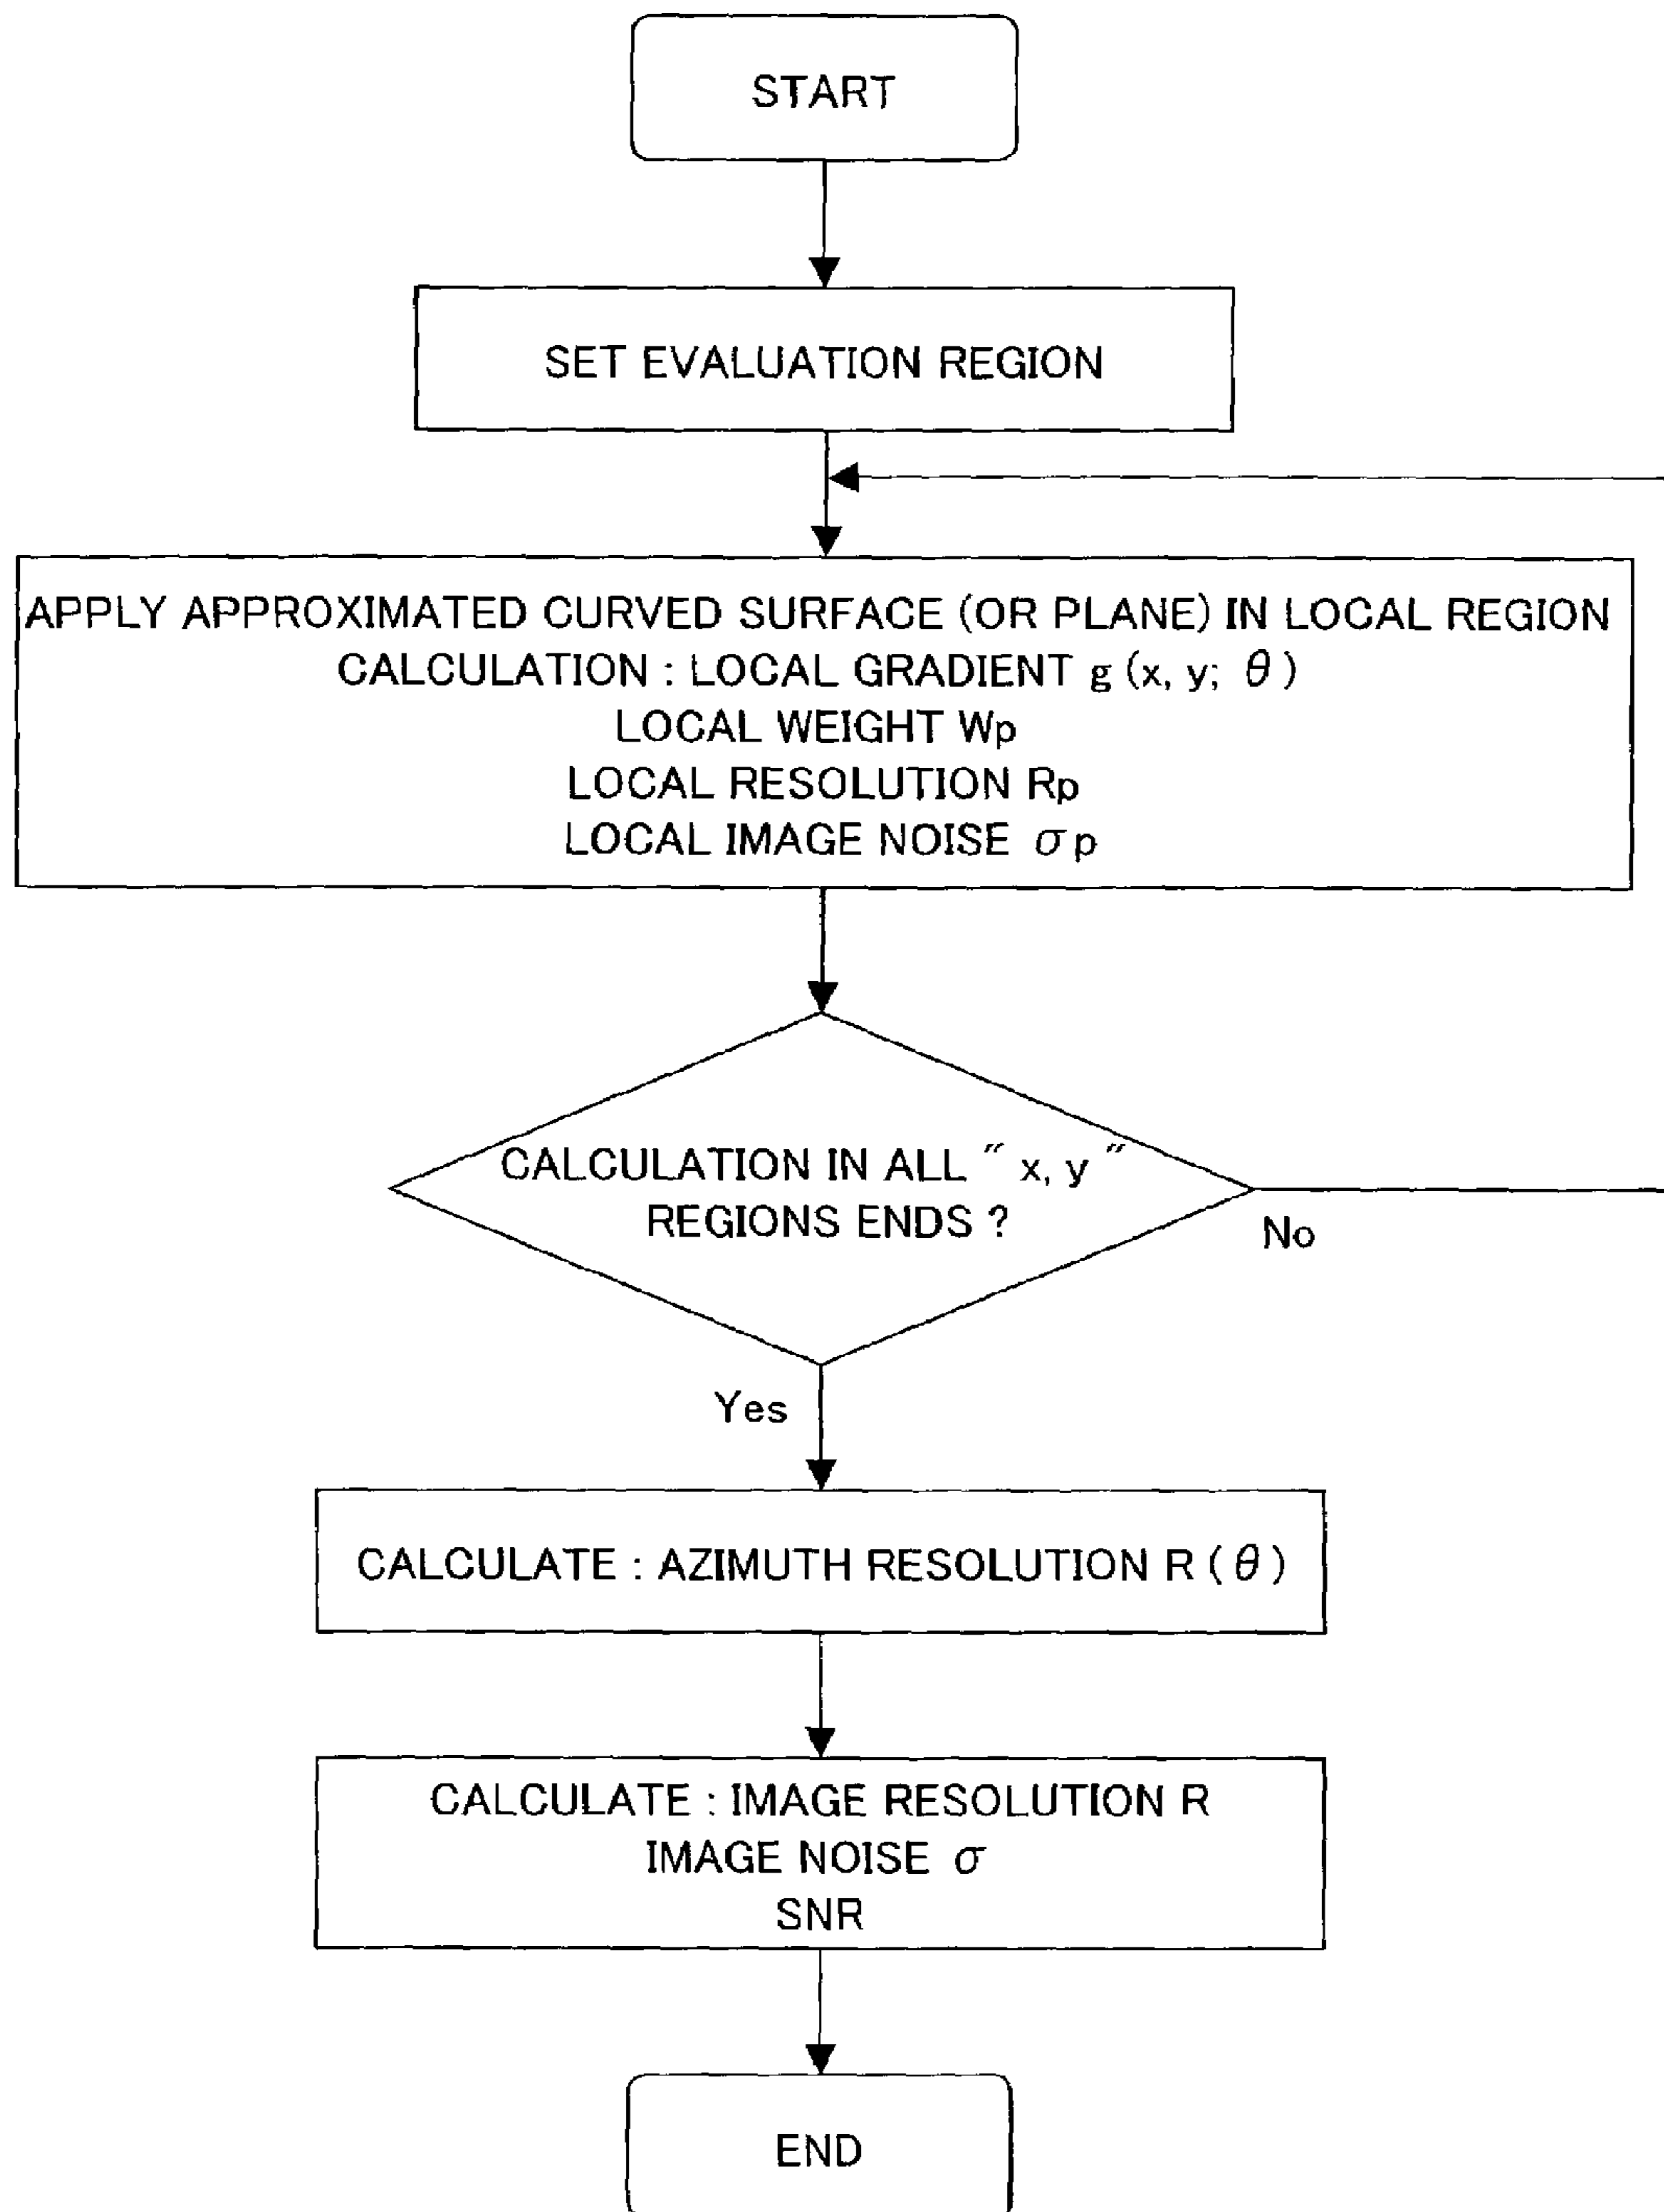 START
SET EVALUATION REGION
APPLY APPROXIMATED CURVED SURFACE (OR PLANE) IN LOCAL REGION
CALCULATION : LOCAL GRADIENT g (x, y; θ)
LOCAL WEIGHT Wp
LOCAL RESOLUTION Rp
LOCAL IMAGE NOISE σp
CALCULATION IN ALL " x, y "
REGIONS ENDS ?
No
Yes
CALCULATE : AZIMUTH RESOLUTION R (θ)
CALCULATE : IMAGE RESOLUTION R
IMAGE NOISE σ
SNR
END